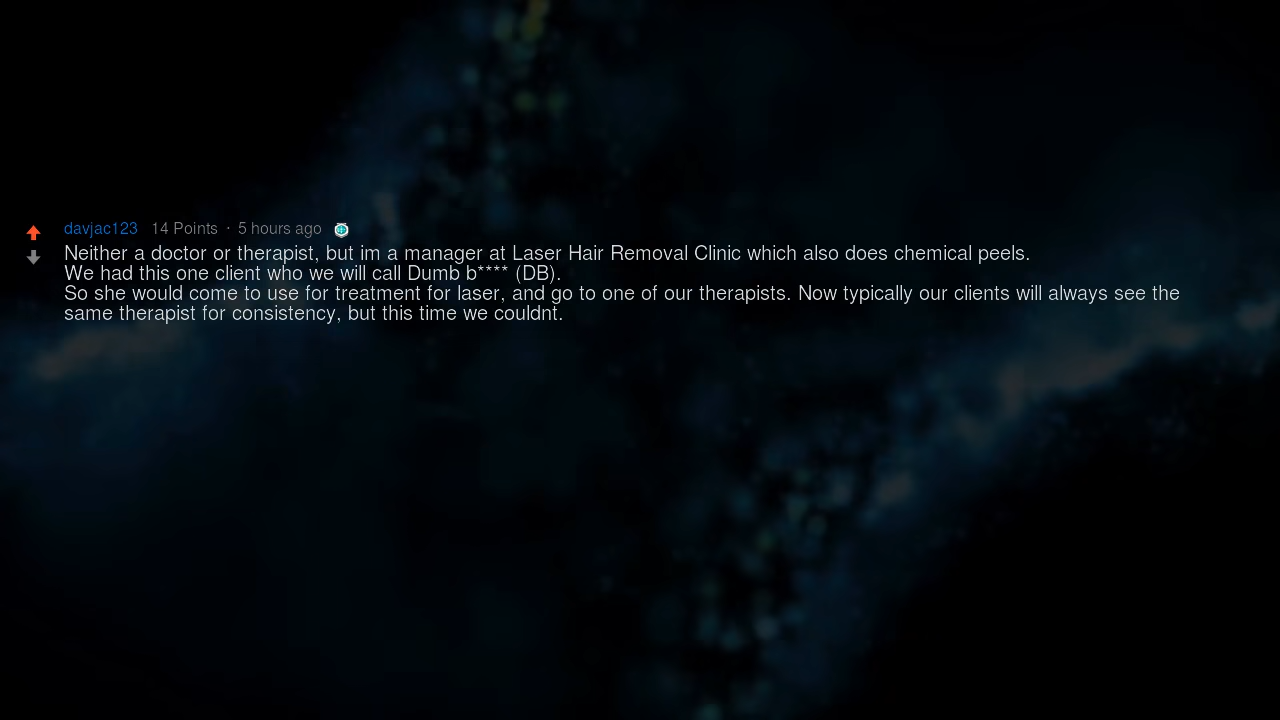 davjac123 14 Points · 5 hours ago
Neither a doctor or therapist, but im a manager at Laser Hair Removal Clinic which also does chemical peels.
We had this one client who we will call Dumb b**** (DB).
So she would come to use for treatment for laser, and go to one of our therapists. Now typically our clients will always see the
same therapist for consistency, but this time we couldnt.